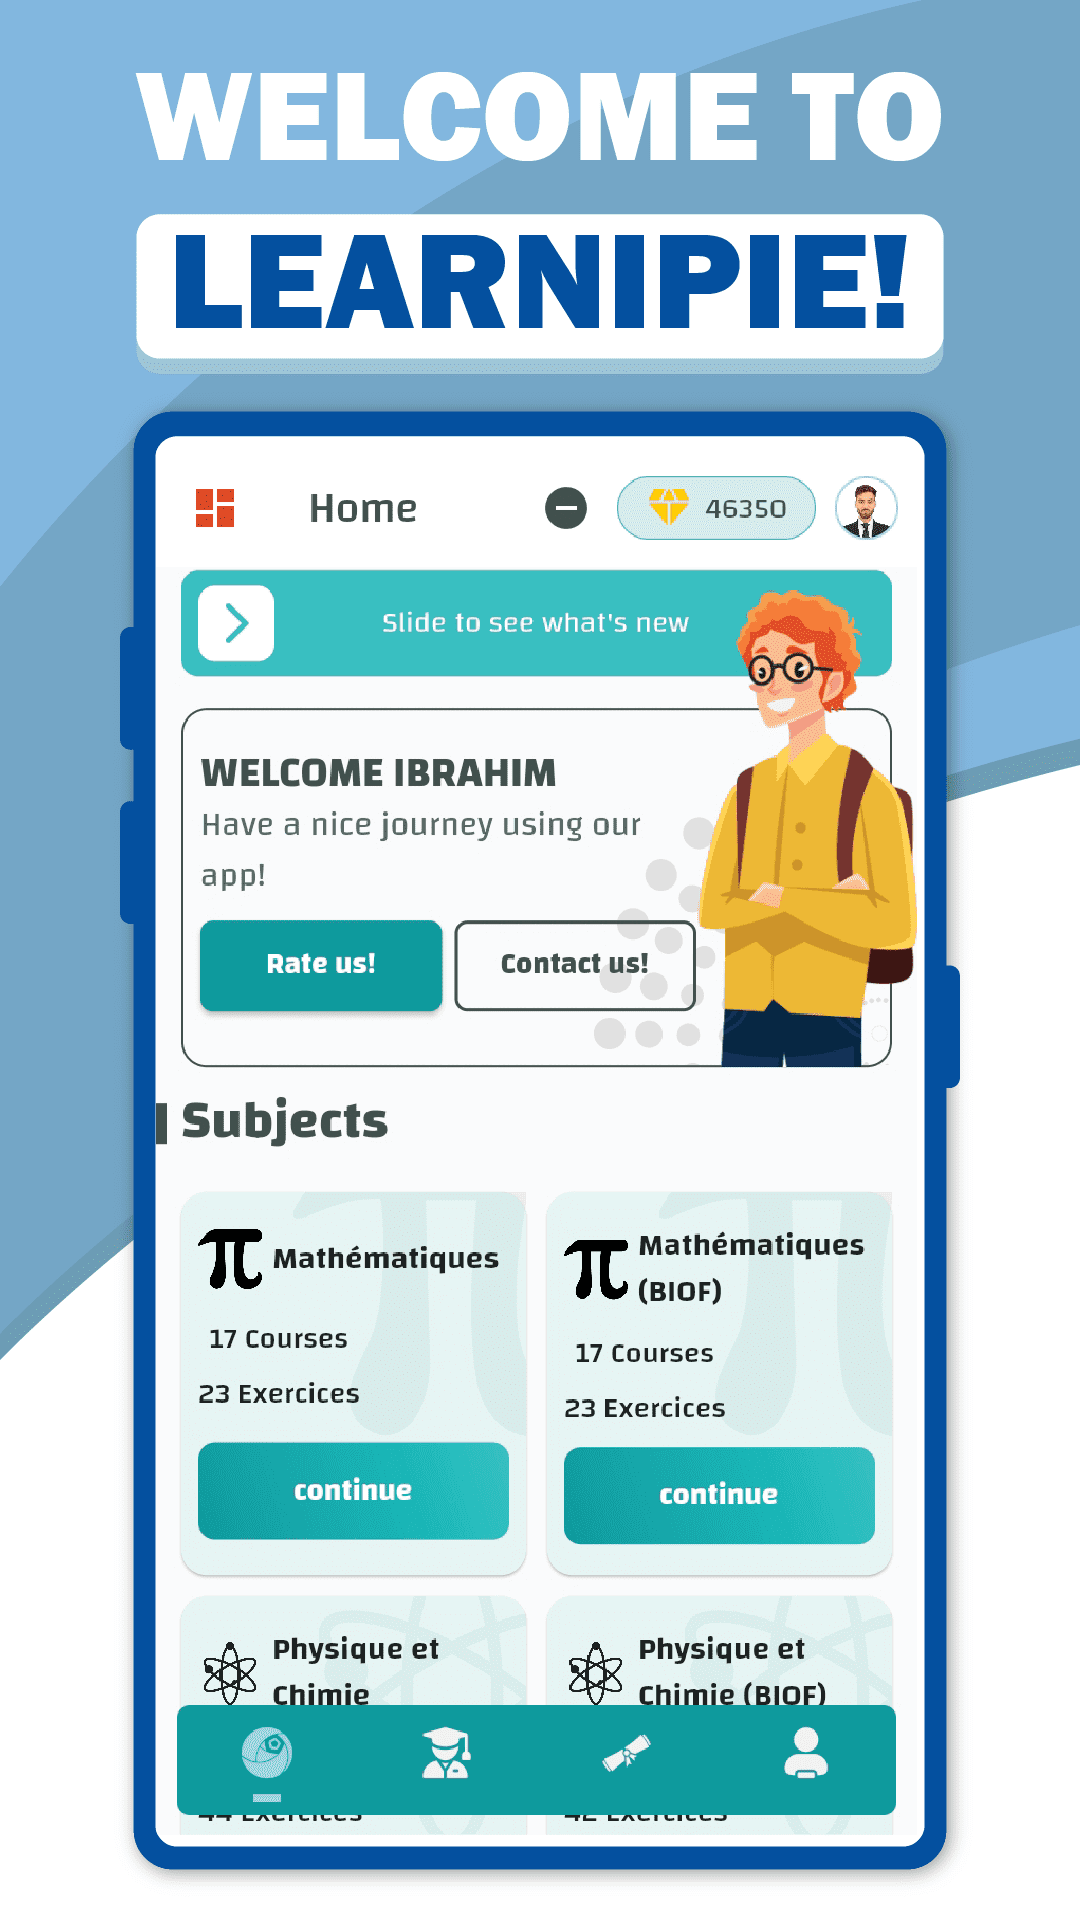 WELCOME TO
LEARNIPIE!
Home
46350
Slide to see what's new
WELCOME IBRAHIM
Have a nice journey using our
app!
Rate us!
Contact us!
Subjects
Mathématiques
17 Courses
23 Exercices
continue
Mathématiques
(BIOF)
17 Courses
23 Exercices
continue
Physique et
Chimie
44 Exercices
Physique et
Chimie (BIOF)
42 Exercices